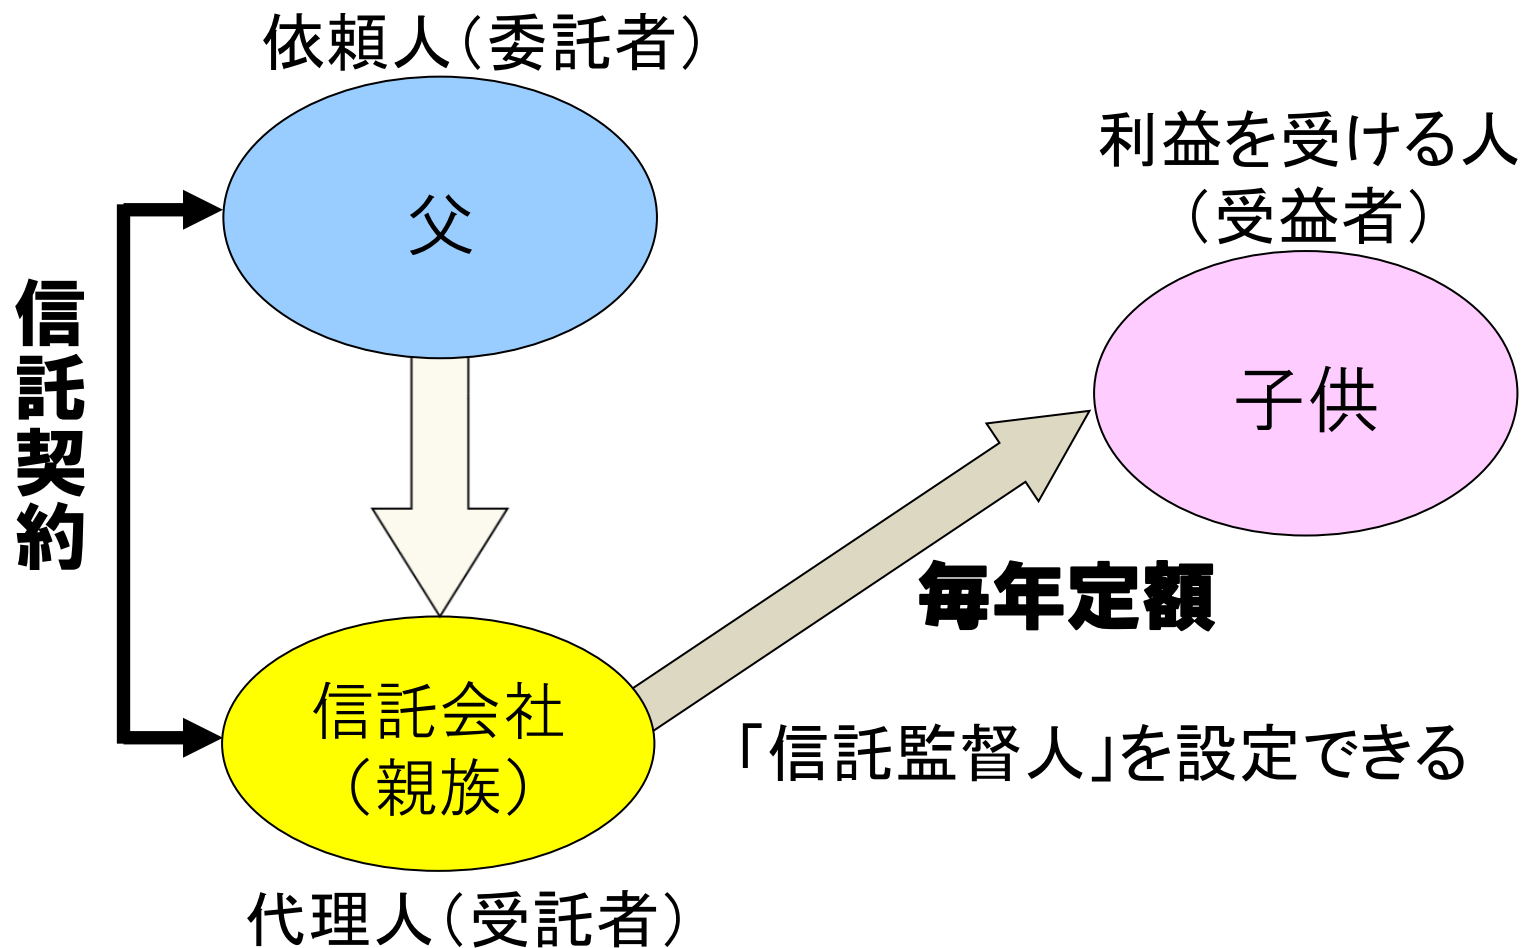 依頼人（委託者）
父
利益を受ける人
（受益者）
子供
信託契約
毎年定額
信託会社
（親族）
「信託監督人」を設定できる
代理人（受託者）